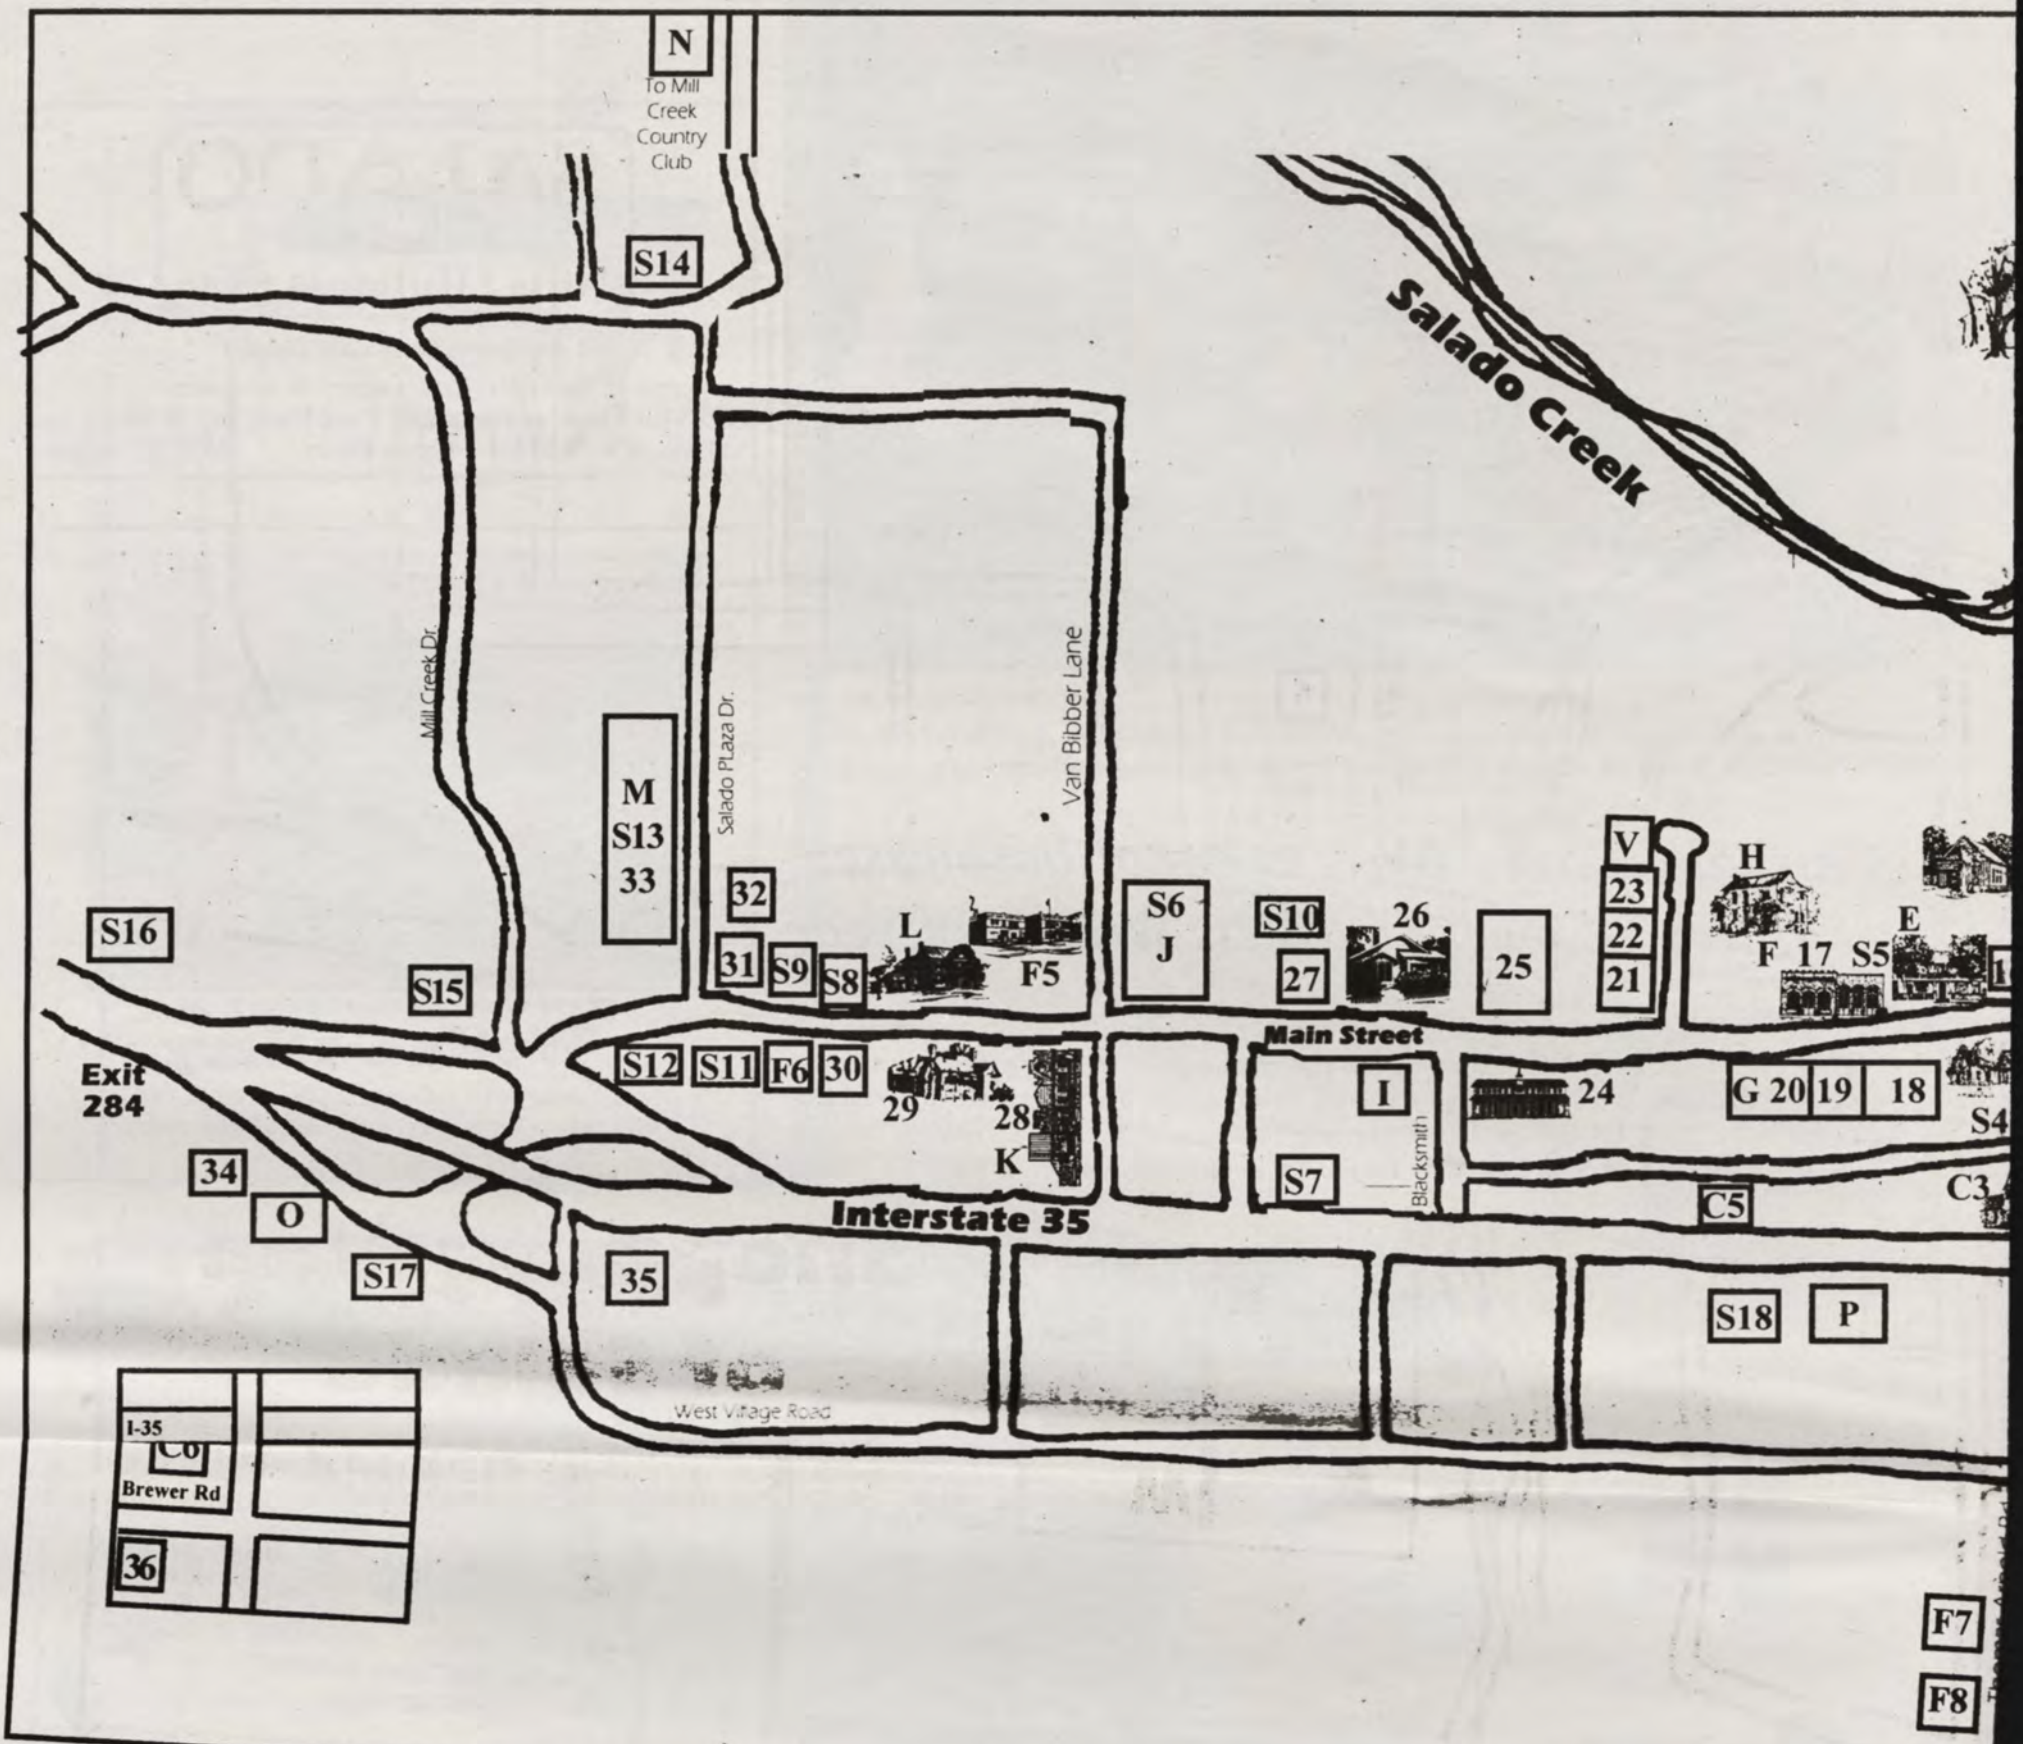 N
To Mill
Creek
Country
Club
S14
Salado Creek
Mill Creek Dr.
Salado PLaza Dr.
Van Bibber Lane
M
S13
33
32
31
S9
S8
L
F5
S6
J
S10
27
26
25
V
23
22
21
H
F 17 S5
E
S16
S15
Main Street
Exit
284
S12
S11
F6
30
29
28
K
I
Blacksmith
24
G 20
19
18
S4
S7
C5
C3
34
O
S17
Interstate 35
35
S18
P
West Village Road
I-35
C6
Brewer Rd
36
F7
F8